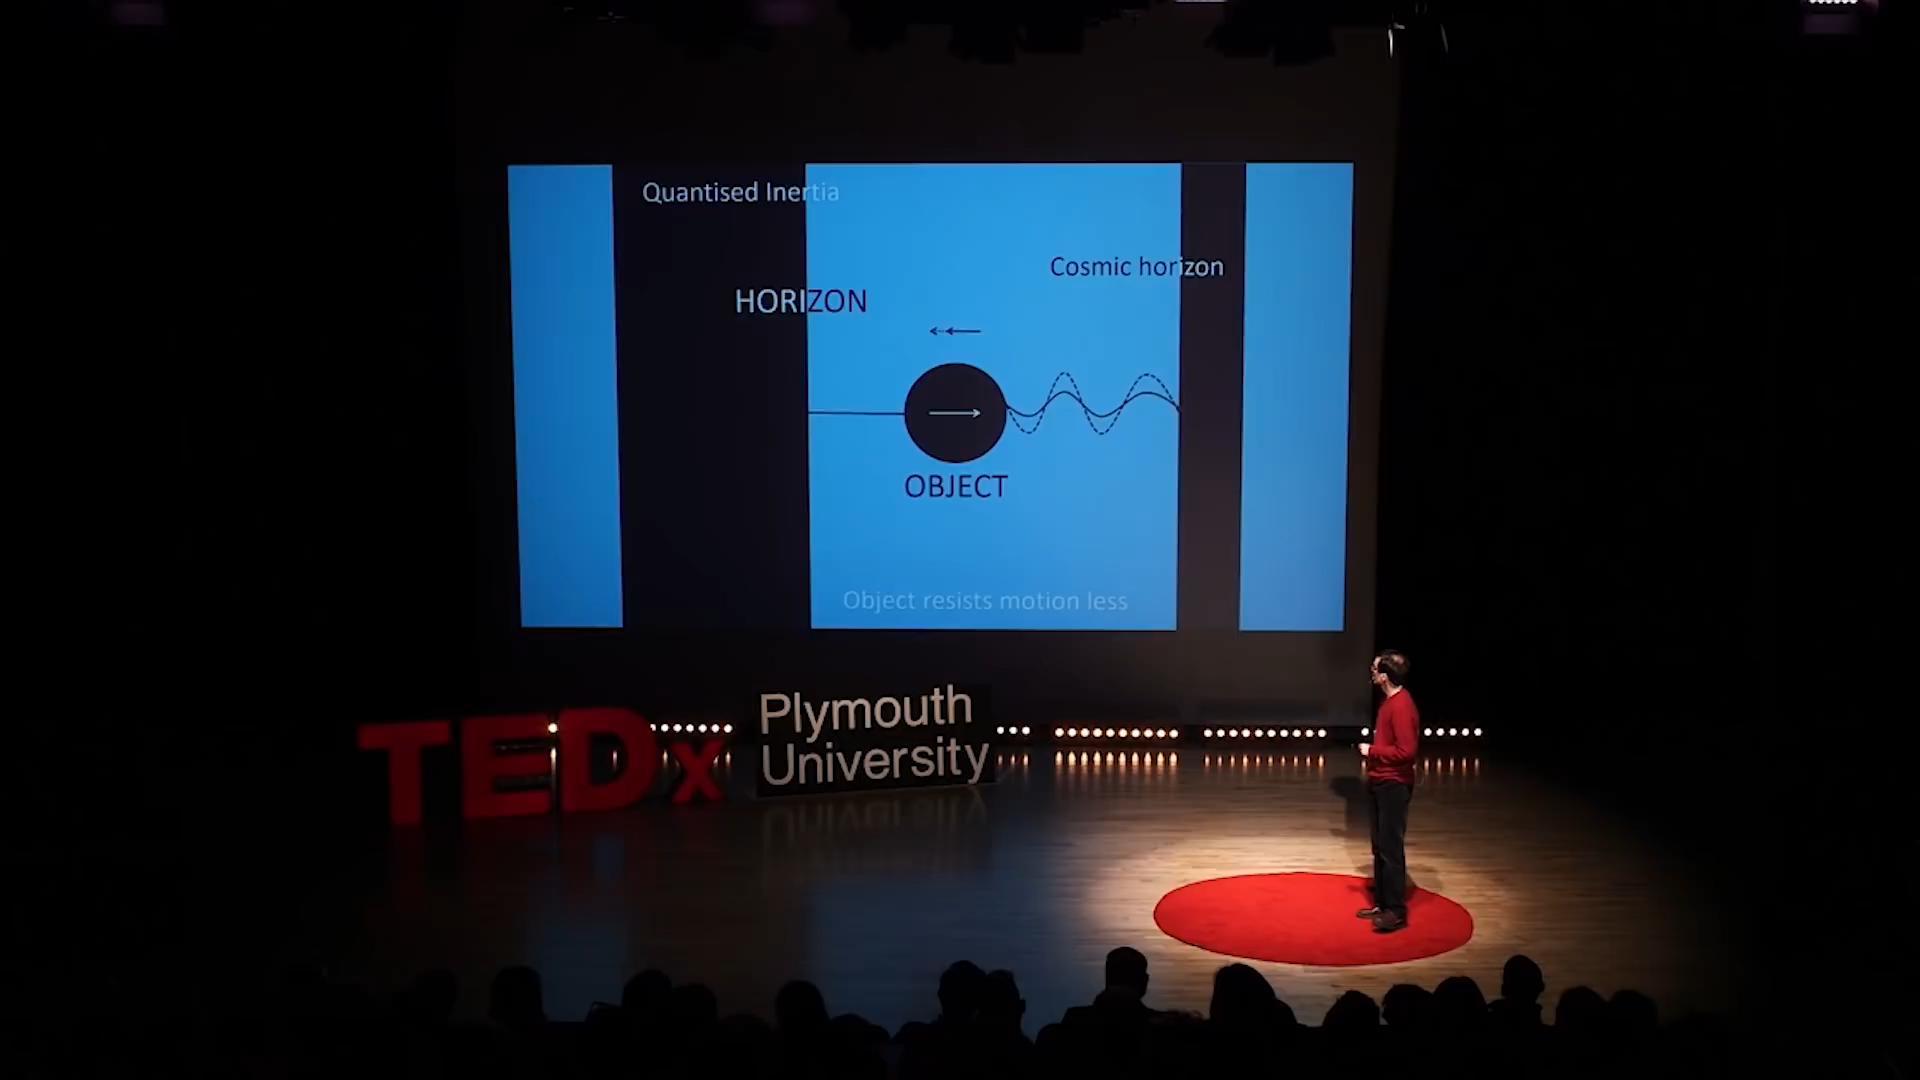 Quantised Inertia
Cosmic horizon
HORIZON
OBJECT
Object resists motion less
TEDx
Plymouth
University